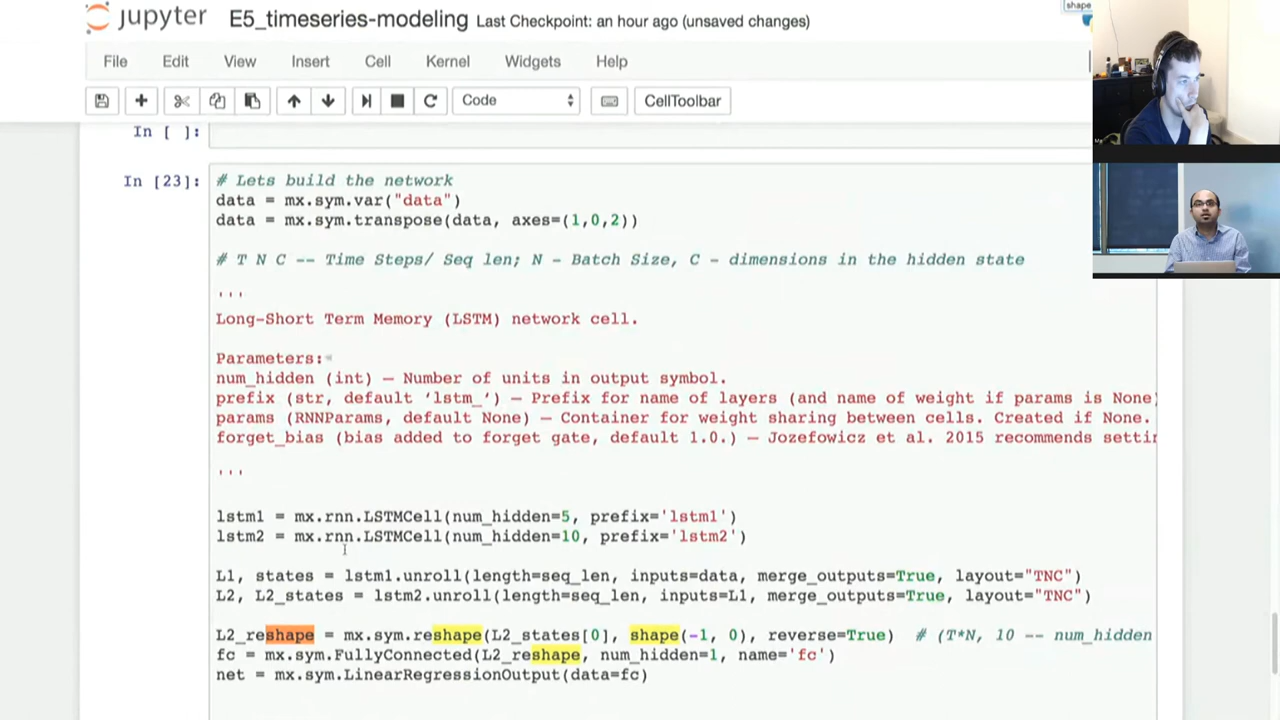 jupyter E5_timeseries-modeling Last Checkpoint: an hour ago (unsaved changes)
shape
File Edit View Insert Cell Kernel Widgets Help
Code CellToolbar
In [ ]:
In [23]:
# Lets build the network
data = mx.sym.var("data")
data = mx.sym.transpose(data, axes=(1,0,2))
# T N C -- Time Steps/ Seq len; N - Batch Size, C - dimensions in the hidden state
'''
Long-Short Term Memory (LSTM) network cell.
Parameters:
num_hidden (int) – Number of units in output symbol.
prefix (str, default ‘lstm_‘) – Prefix for name of layers (and name of weight if params is None)
params (RNNParams, default None) – Container for weight sharing between cells. Created if None.
forget_bias (bias added to forget gate, default 1.0.) – Jozefowicz et al. 2015 recommends settin
'''
lstm1 = mx.rnn.LSTMCell(num_hidden=5, prefix='lstm1')
lstm2 = mx.rnn.LSTMCell(num_hidden=10, prefix='lstm2')
L1, states = lstm1.unroll(length=seq_len, inputs=data, merge_outputs=True, layout="TNC")
L2, L2_states = lstm2.unroll(length=seq_len, inputs=L1, merge_outputs=True, layout="TNC")
L2_reshape = mx.sym.reshape(L2_states[0], shape(-1, 0), reverse=True) # (T*N, 10 -- num_hidden
fc = mx.sym.FullyConnected(L2_reshape, num_hidden=1, name='fc')
net = mx.sym.LinearRegressionOutput(data=fc)